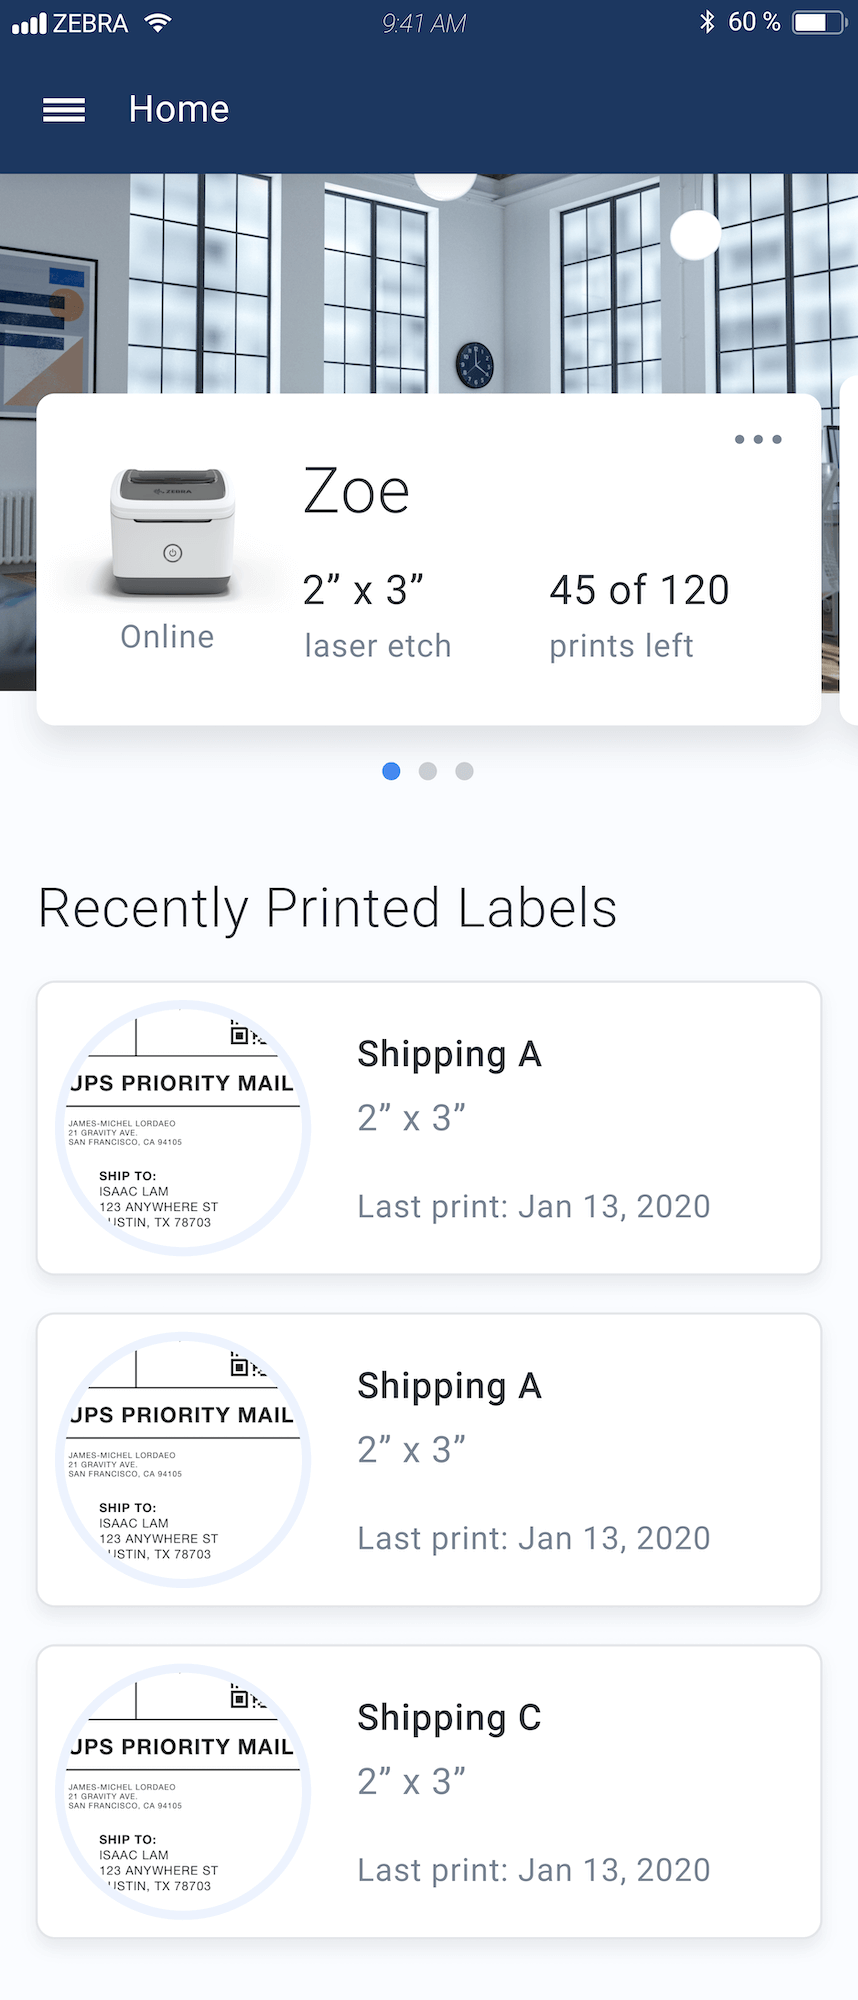 ZEBRA 9:41 AM 60 %
Home
ZEBRA
Zoe
2” x 3” 45 of 120
Online laser etch prints left
Recently Printed Labels
UPS PRIORITY MAIL
JAMES-MICHEL LORDAEO
21 GRAVITY AVE.
SAN FRANCISCO, CA 94105
SHIP TO:
ISAAC LAM
123 ANYWHERE ST
USTIN, TX 78703
Shipping A
2” x 3”
Last print: Jan 13, 2020
UPS PRIORITY MAIL
JAMES-MICHEL LORDAEO
21 GRAVITY AVE.
SAN FRANCISCO, CA 94105
SHIP TO:
ISAAC LAM
123 ANYWHERE ST
USTIN, TX 78703
Shipping A
2” x 3”
Last print: Jan 13, 2020
UPS PRIORITY MAIL
JAMES-MICHEL LORDAEO
21 GRAVITY AVE.
SAN FRANCISCO, CA 94105
SHIP TO:
ISAAC LAM
123 ANYWHERE ST
USTIN, TX 78703
Shipping C
2” x 3”
Last print: Jan 13, 2020